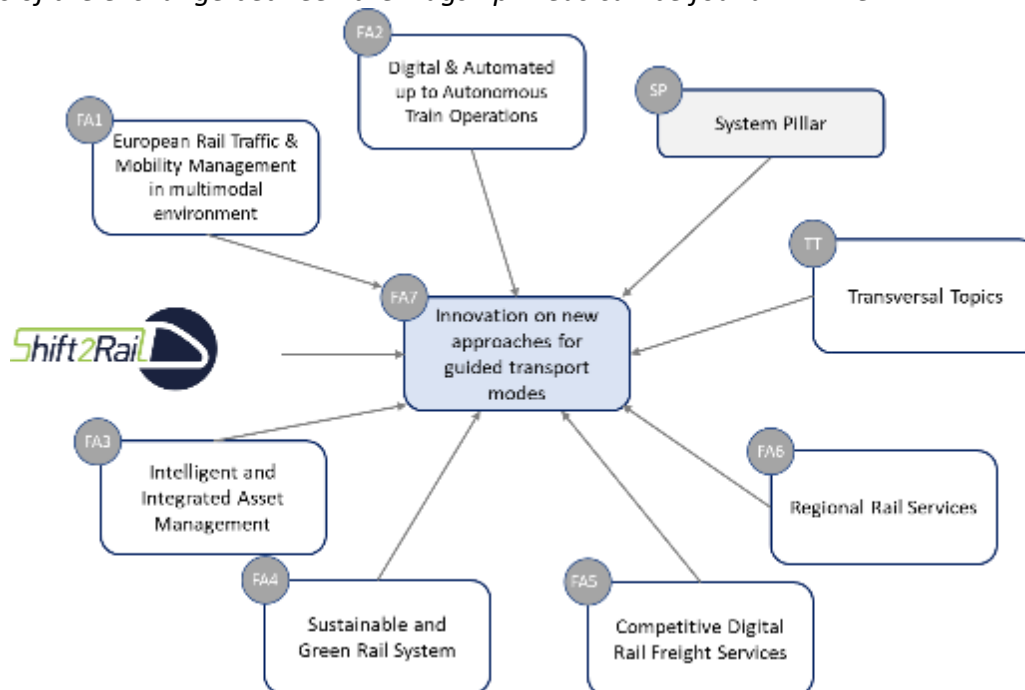 FA2
Digital & Automated
up to Autonomous
Train Operations
SP
System Pillar
FA1
European Rail Traffic &
Mobility Management
in multimodal
environment
TT
Transversal Topics
FA7
Innovation on new
approaches for
guided transport
modes
Shift2Rail
FA3
Intelligent and
Integrated Asset
Management
FA6
Regional Rail Services
FA4
Sustainable and
Green Rail System
FA5
Competitive Digital
Rail Freight Services